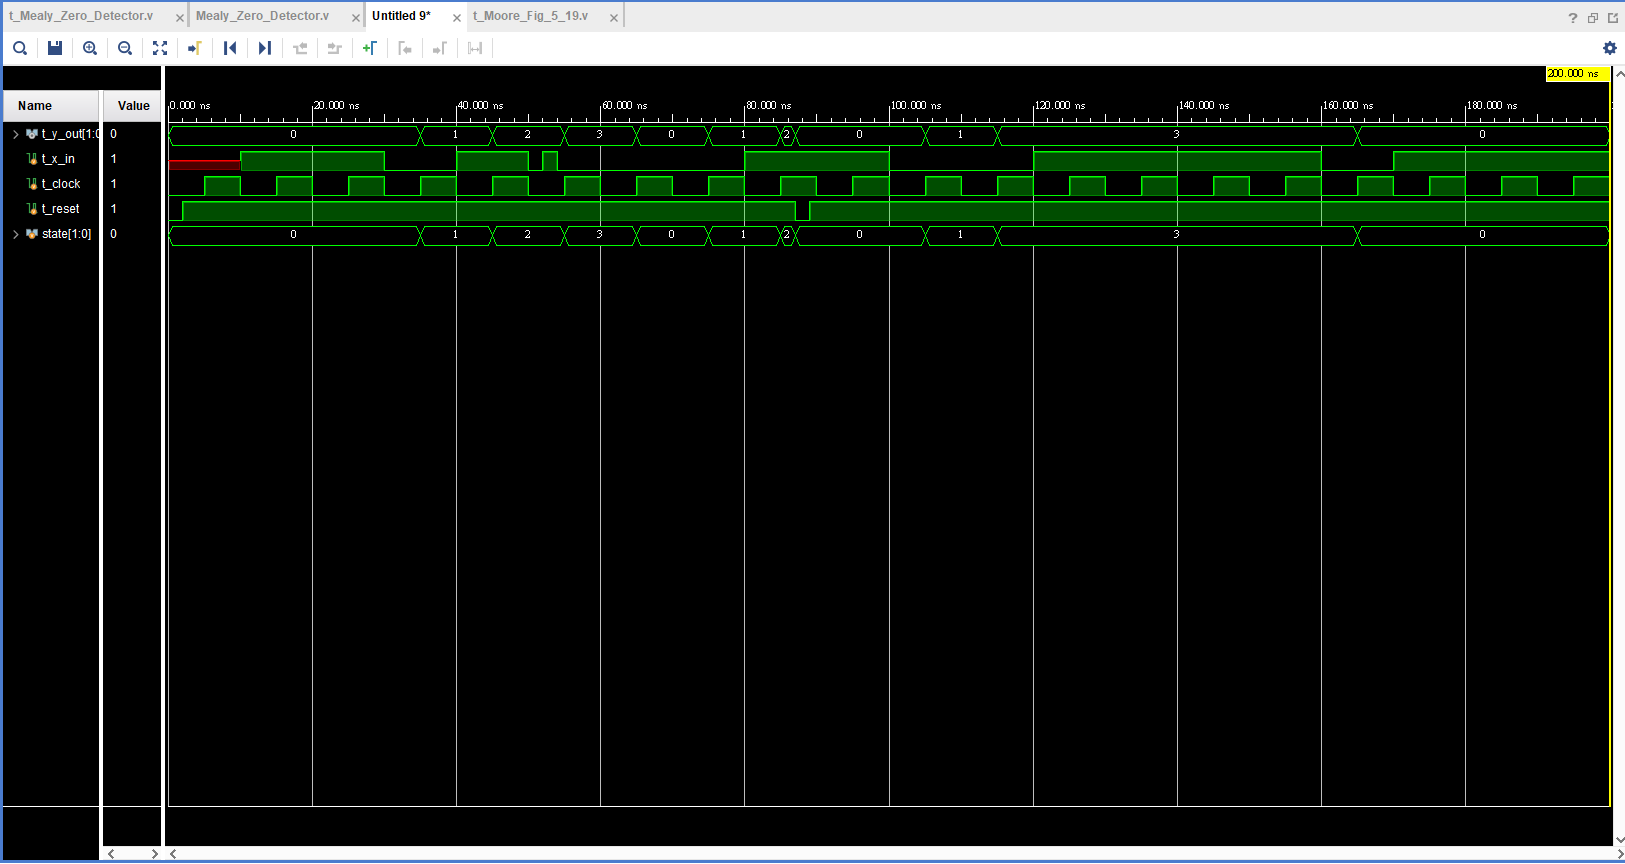 t_Mealy_Zero_Detector.v × Mealy_Zero_Detector.v × Untitled 9* × t_Moore_Fig_5_19.v × ?
200.000 ns
Name Value 0.000 ns 20.000 ns 40.000 ns 60.000 ns 80.000 ns 100.000 ns 120.000 ns 140.000 ns 160.000 ns 180.000 ns
t_y_out[1:0 0 0 1 2 3 0 1 2 0 1 3 0
t_x_in 1
t_clock 1
t_reset 1
state[1:0] 0 0 1 2 3 0 1 2 0 1 3 0